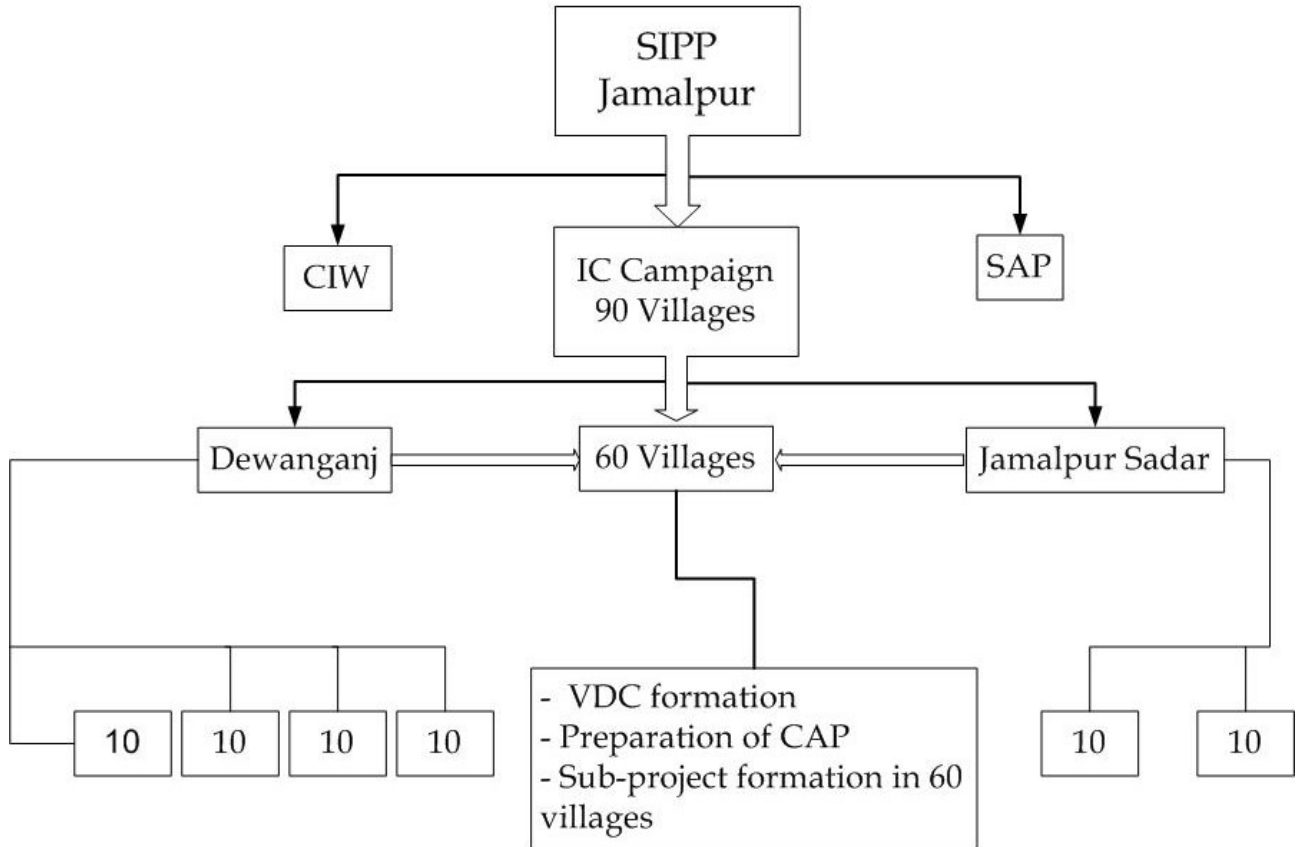 SIPP
Jamalpur
CIW
IC Campaign
90 Villages
SAP
Dewanganj
60 Villages
Jamalpur Sadar
10
10
10
10
- VDC formation
- Preparation of CAP
- Sub-project formation in 60
villages
10
10